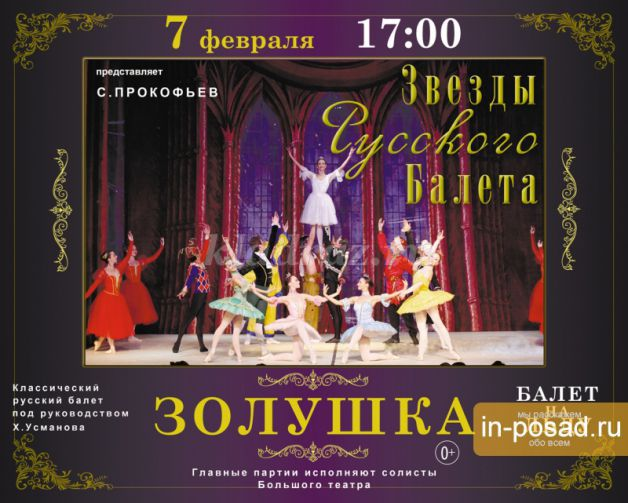 7 февраля 17:00
представляет
С.ПРОКОФЬЕВ
Звезды
Русского
Балета
Классический
русский балет
под руководством
Х.Усманова
ЗОЛУШКА
0+
БАЛЕТ
НА
мы расскажем
in-posad.ru
обо всем
Главные партии исполняют солисты
Большого театра